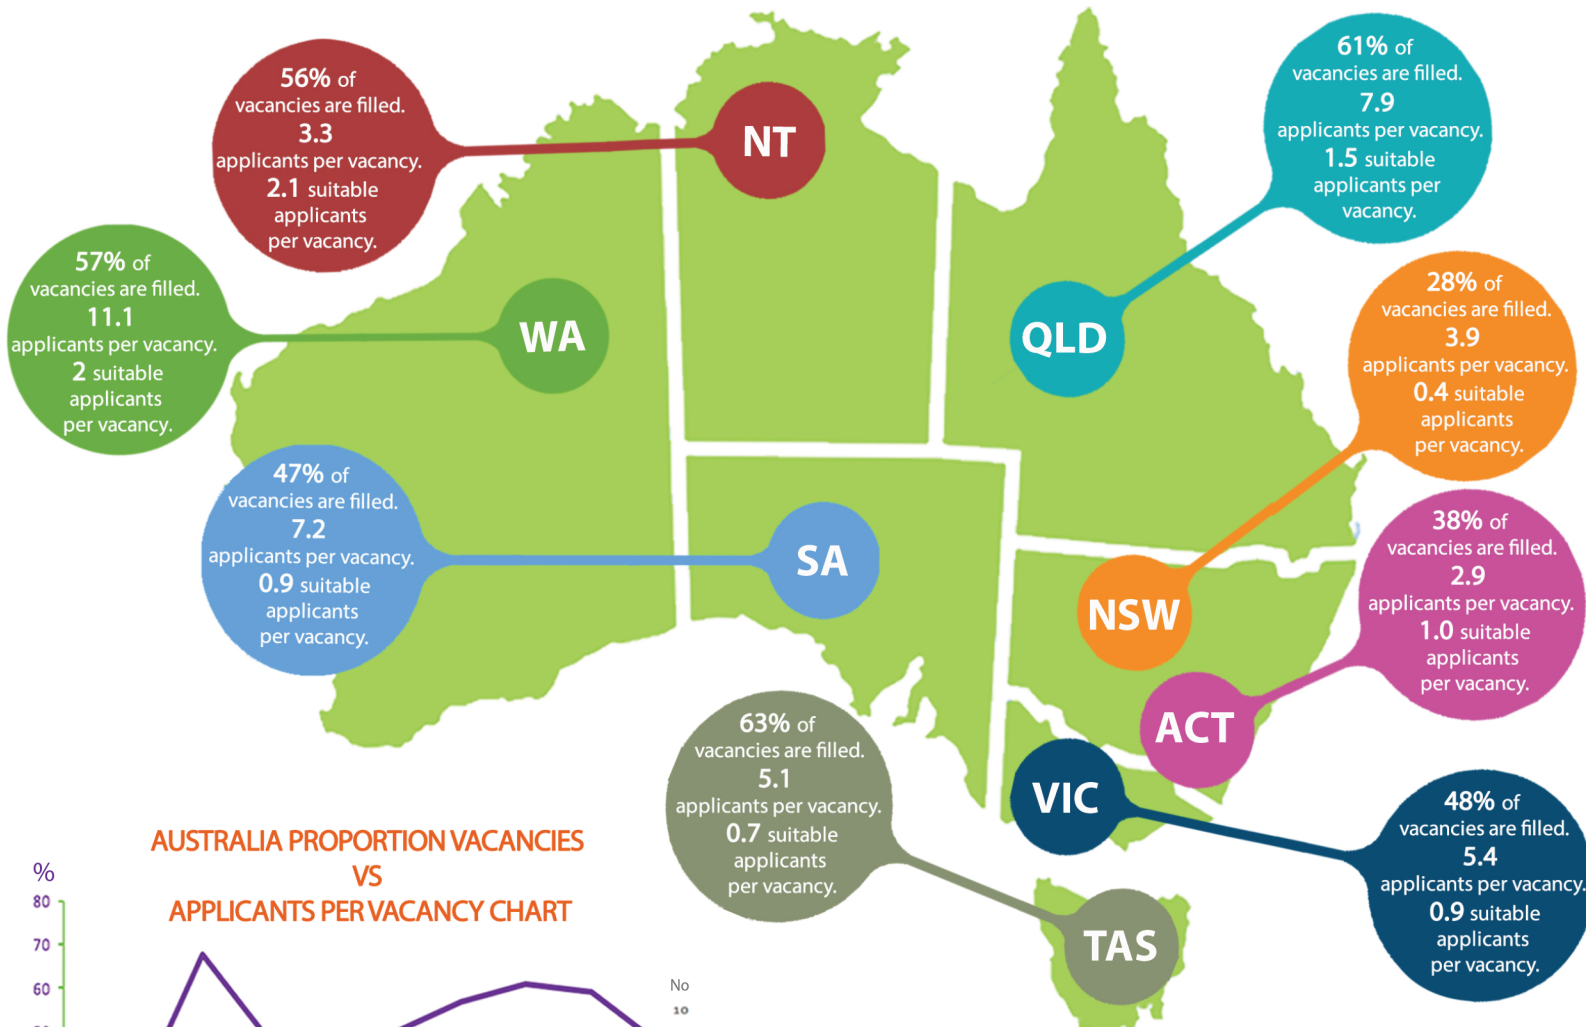 56% of
vacancies are filled.
3.3
applicants per vacancy.
2.1 suitable
applicants
per vacancy.
NT
61% of
vacancies are filled.
7.9
applicants per vacancy.
1.5 suitable
applicants per
vacancy.
57% of
vacancies are filled.
11.1
applicants per vacancy.
2 suitable
applicants
per vacancy.
WA
QLD
28% of
vacancies are filled.
3.9
applicants per vacancy.
0.4 suitable
applicants
per vacancy.
47% of
vacancies are filled.
7.2
applicants per vacancy.
0.9 suitable
applicants
per vacancy.
SA
NSW
38% of
vacancies are filled.
2.9
applicants per vacancy.
1.0 suitable
applicants
per vacancy.
ACT
63% of
vacancies are filled.
5.1
applicants per vacancy.
0.7 suitable
applicants
per vacancy.
TAS
VIC
48% of
vacancies are filled.
5.4
applicants per vacancy.
0.9 suitable
applicants
per vacancy.
AUSTRALIA PROPORTION VACANCIES
VS
APPLICANTS PER VACANCY CHART
%
80
70
60
No
10